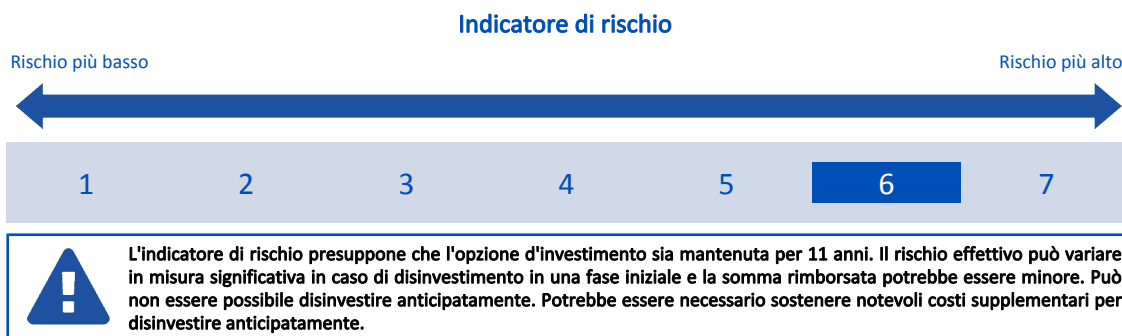 Indicatore di rischio
Rischio più basso
Rischio più alto
1 2 3 4 5 6 7
L'indicatore di rischio presuppone che l'opzione d'investimento sia mantenuta per 11 anni. Il rischio effettivo può variare
in misura significativa in caso di disinvestimento in una fase iniziale e la somma rimborsata potrebbe essere minore. Può
non essere possibile disinvestire anticipatamente. Potrebbe essere necessario sostenere notevoli costi supplementari per
disinvestire anticipatamente.